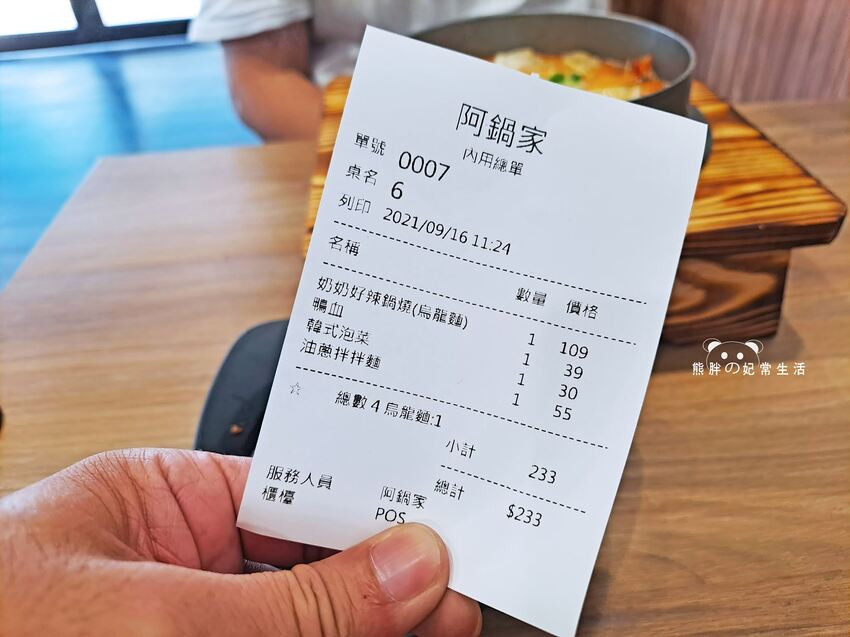 阿鍋家
內用總單
單號 0007
桌名 6
列印 2021/09/16 11:24
名稱 數量 價格
奶奶好辣鍋燒(烏龍麵) 1 109
鴨血 1 39
韓式泡菜 1 30
油蔥拌拌麵 1 55
☆ 總數 4 烏龍麵:1
小計 233
總計 $233
服務人員 阿鍋家
櫃檯 POS
熊胖の妃常生活